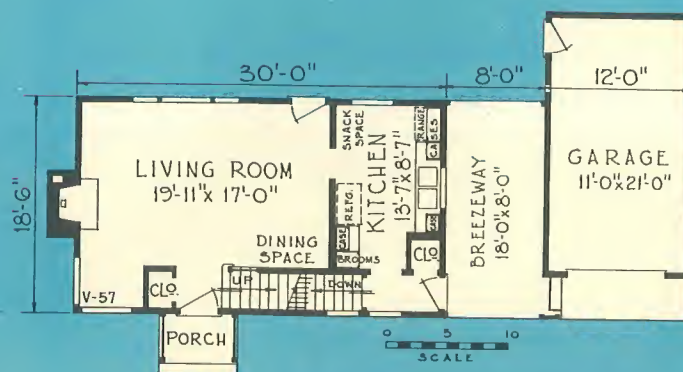 30'-0"
8'-0"
12'-0"
18'-6"
LIVING ROOM
19'-11" x 17'-0"
DINING
SPACE
SNACK
SPACE
KITCHEN
13'-7" x 8'-7"
RANGE
CASES
REFG.
CASE
BROOMS
CASE
CLO.
BREEZEWAY
18'-0" x 8'-0"
GARAGE
11'-0" x 21'-0"
V-57
CLO.
UP
DOWN
PORCH
0 5 10
SCALE